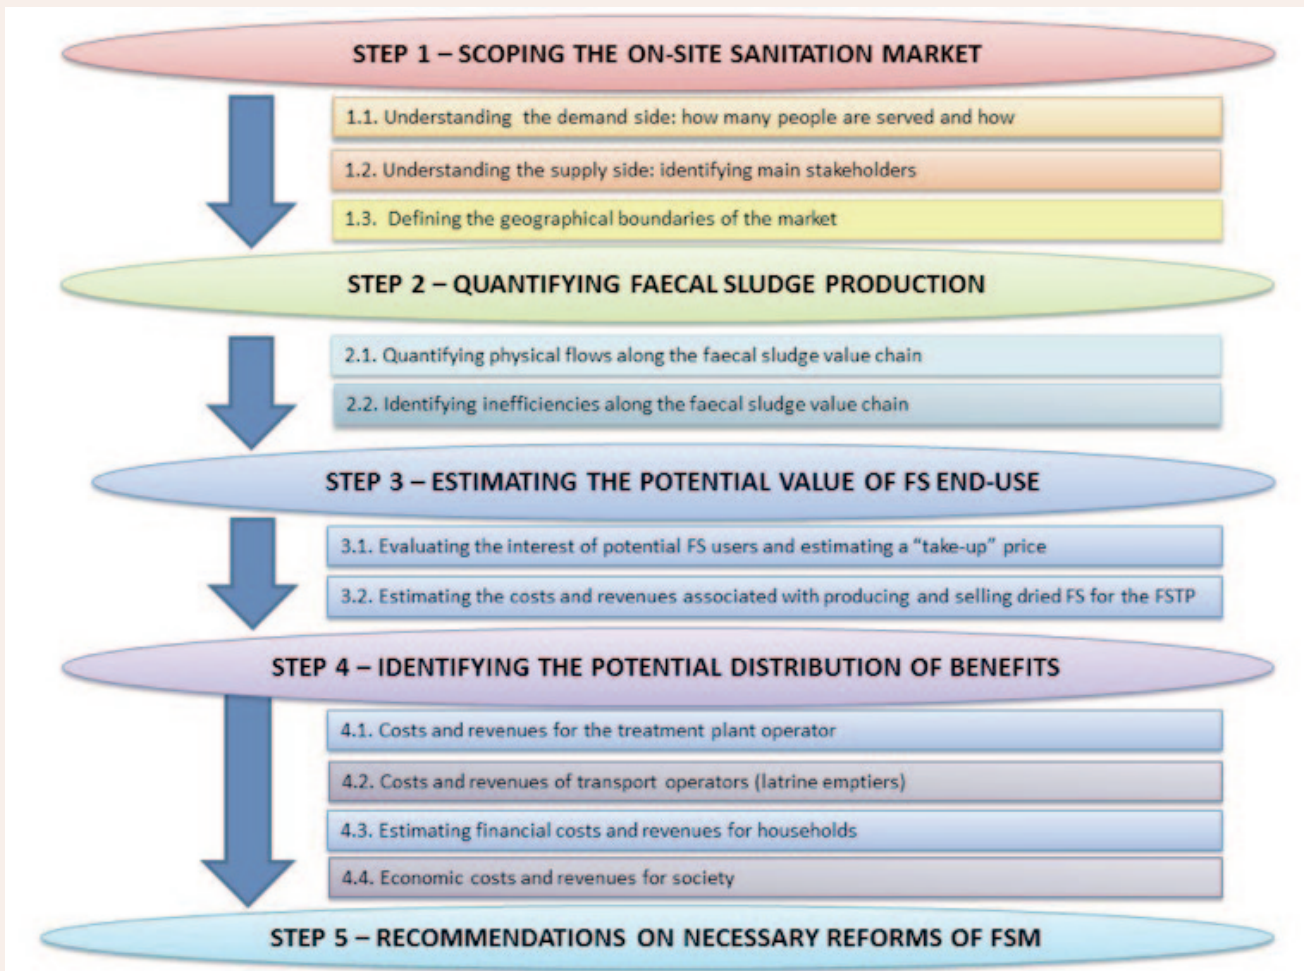 STEP 1 – SCOPING THE ON-SITE SANITATION MARKET
1.1. Understanding the demand side: how many people are served and how
1.2. Understanding the supply side: identifying main stakeholders
1.3. Defining the geographical boundaries of the market
STEP 2 – QUANTIFYING FAECAL SLUDGE PRODUCTION
2.1. Quantifying physical flows along the faecal sludge value chain
2.2. Identifying inefficiencies along the faecal sludge value chain
STEP 3 – ESTIMATING THE POTENTIAL VALUE OF FS END-USE
3.1. Evaluating the interest of potential FS users and estimating a “take-up” price
3.2. Estimating the costs and revenues associated with producing and selling dried FS for the FSTP
STEP 4 – IDENTIFYING THE POTENTIAL DISTRIBUTION OF BENEFITS
4.1. Costs and revenues for the treatment plant operator
4.2. Costs and revenues of transport operators (latrine emptiers)
4.3. Estimating financial costs and revenues for households
4.4. Economic costs and revenues for society
STEP 5 – RECOMMENDATIONS ON NECESSARY REFORMS OF FSM